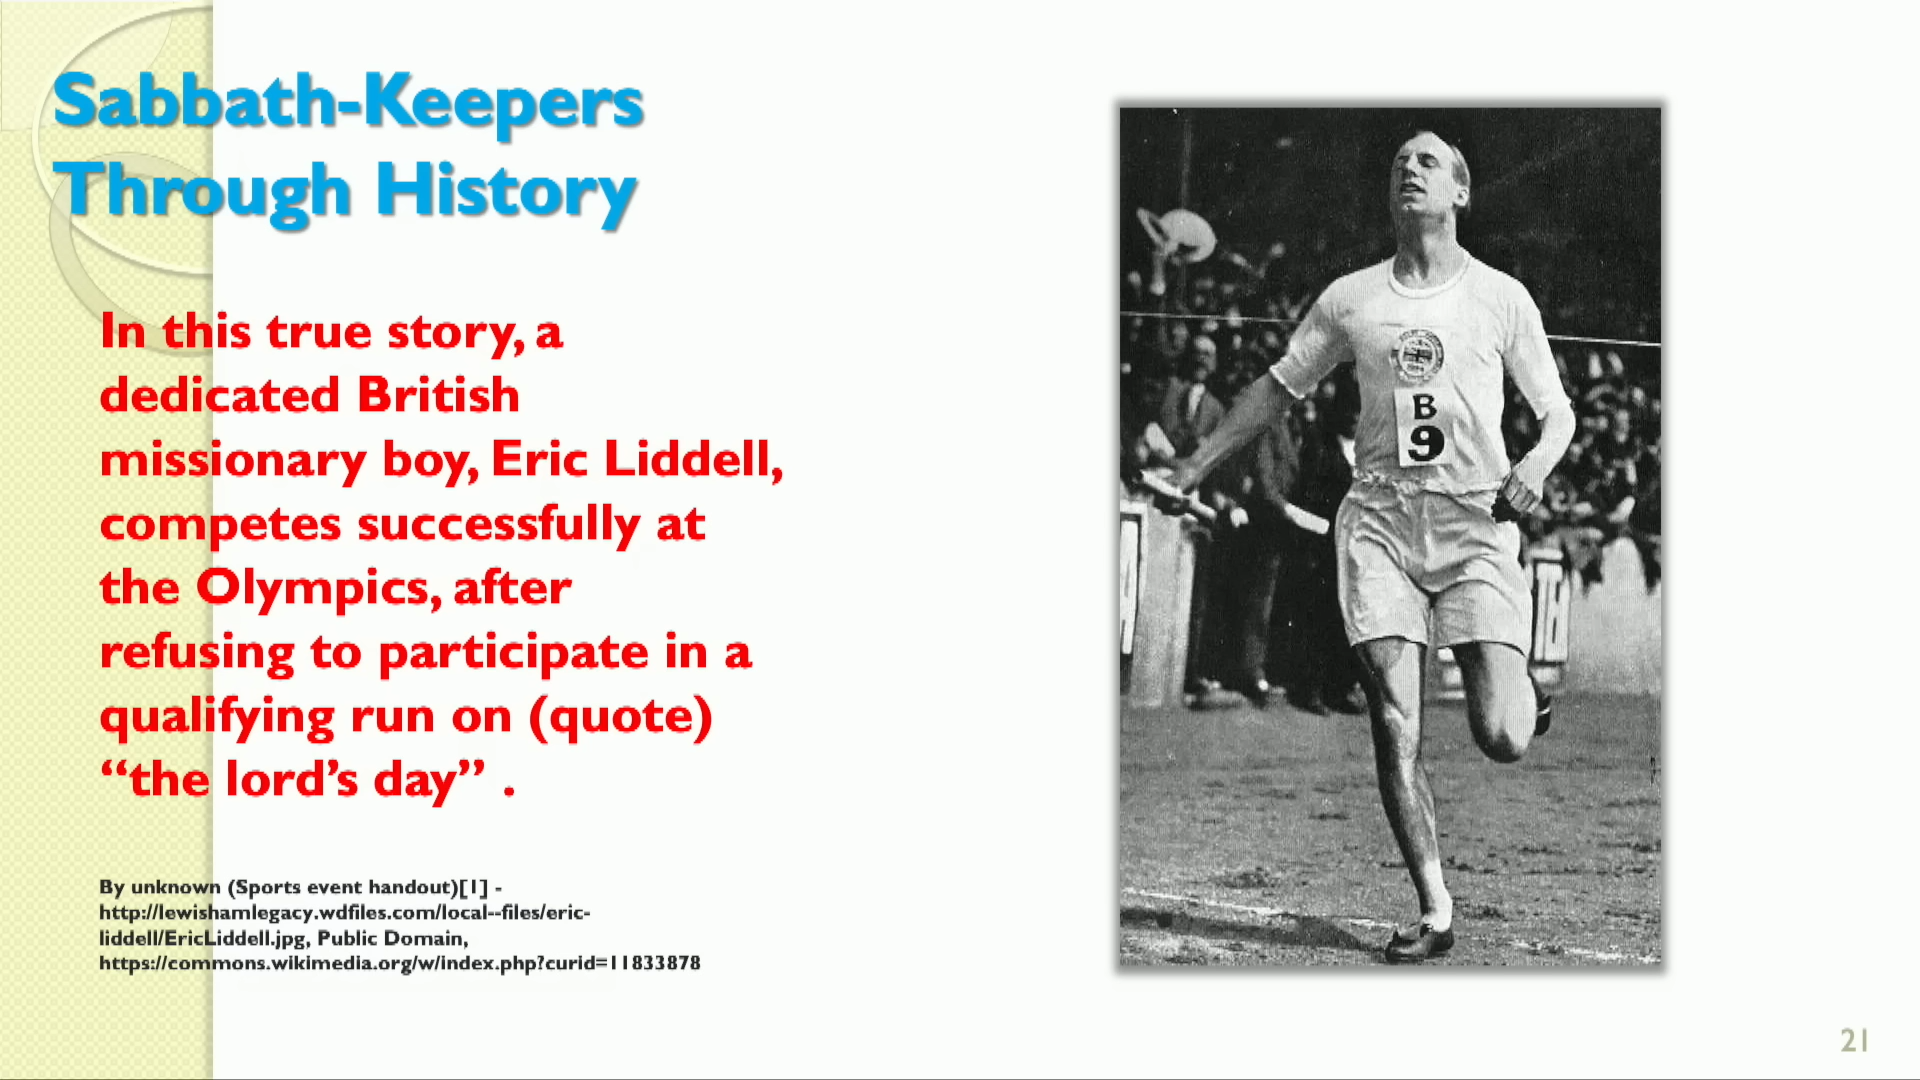 Sabbath-Keepers
Through History
In this true story, a
dedicated British
missionary boy, Eric Liddell,
competes successfully at
the Olympics, after
refusing to participate in a
qualifying run on (quote)
“the lord’s day” .
By unknown (Sports event handout)[1] -
http://lewishamlegacy.wdfiles.com/local--files/eric-
liddell/EricLiddell.jpg, Public Domain,
https://commons.wikimedia.org/w/index.php?curid=11833878
B
9
21